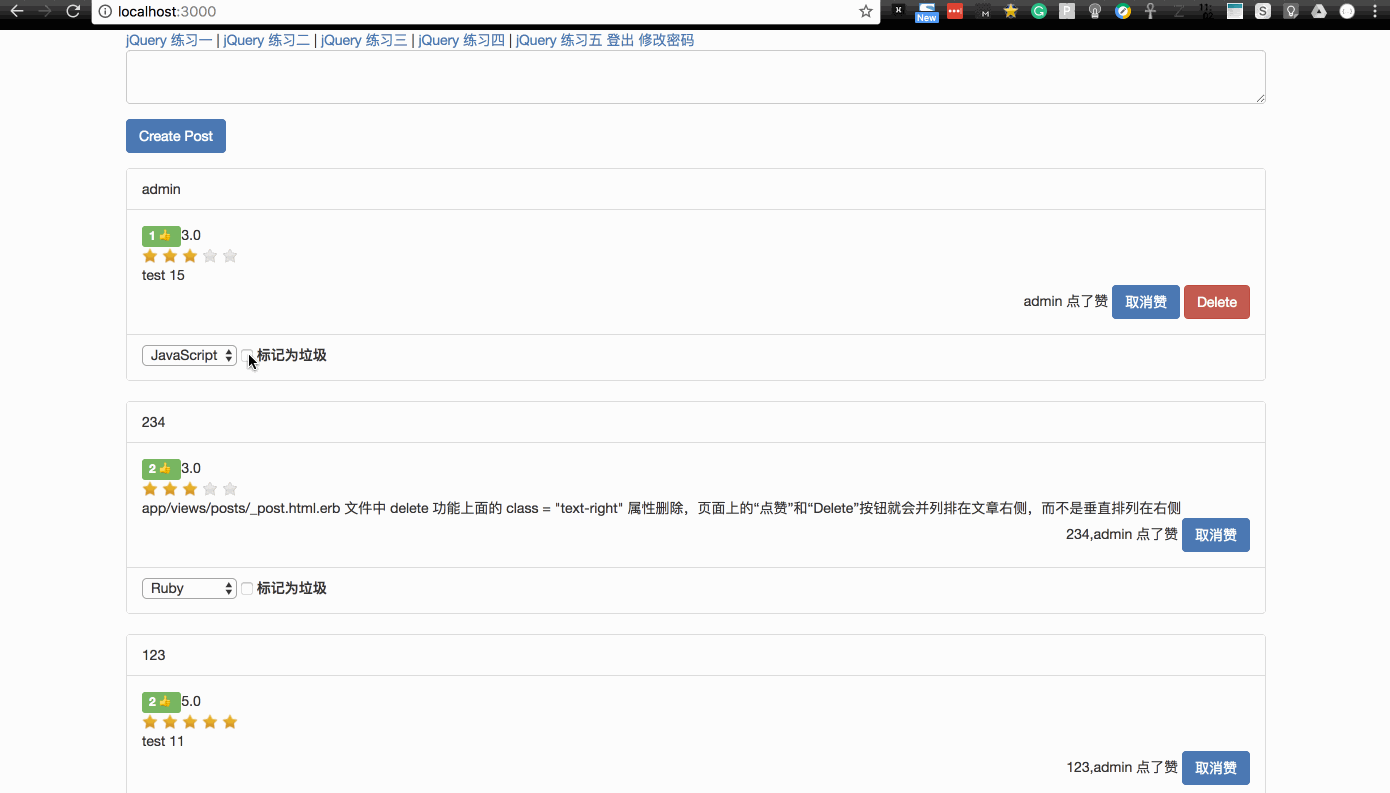 localhost:3000
New
jQuery 练习一 | jQuery 练习二 | jQuery 练习三 | jQuery 练习四 | jQuery 练习五 登出 修改密码
Create Post
admin
1 👍 3.0
test 15
admin 点了赞 取消赞 Delete
JavaScript 标记为垃圾
234
2 👍 3.0
app/views/posts/_post.html.erb 文件中 delete 功能上面的 class = "text-right" 属性删除，页面上的“点赞”和“Delete”按钮就会并列排在文章右侧，而不是垂直排列在右侧
234,admin 点了赞 取消赞
Ruby 标记为垃圾
123
2 👍 5.0
test 11
123,admin 点了赞 取消赞